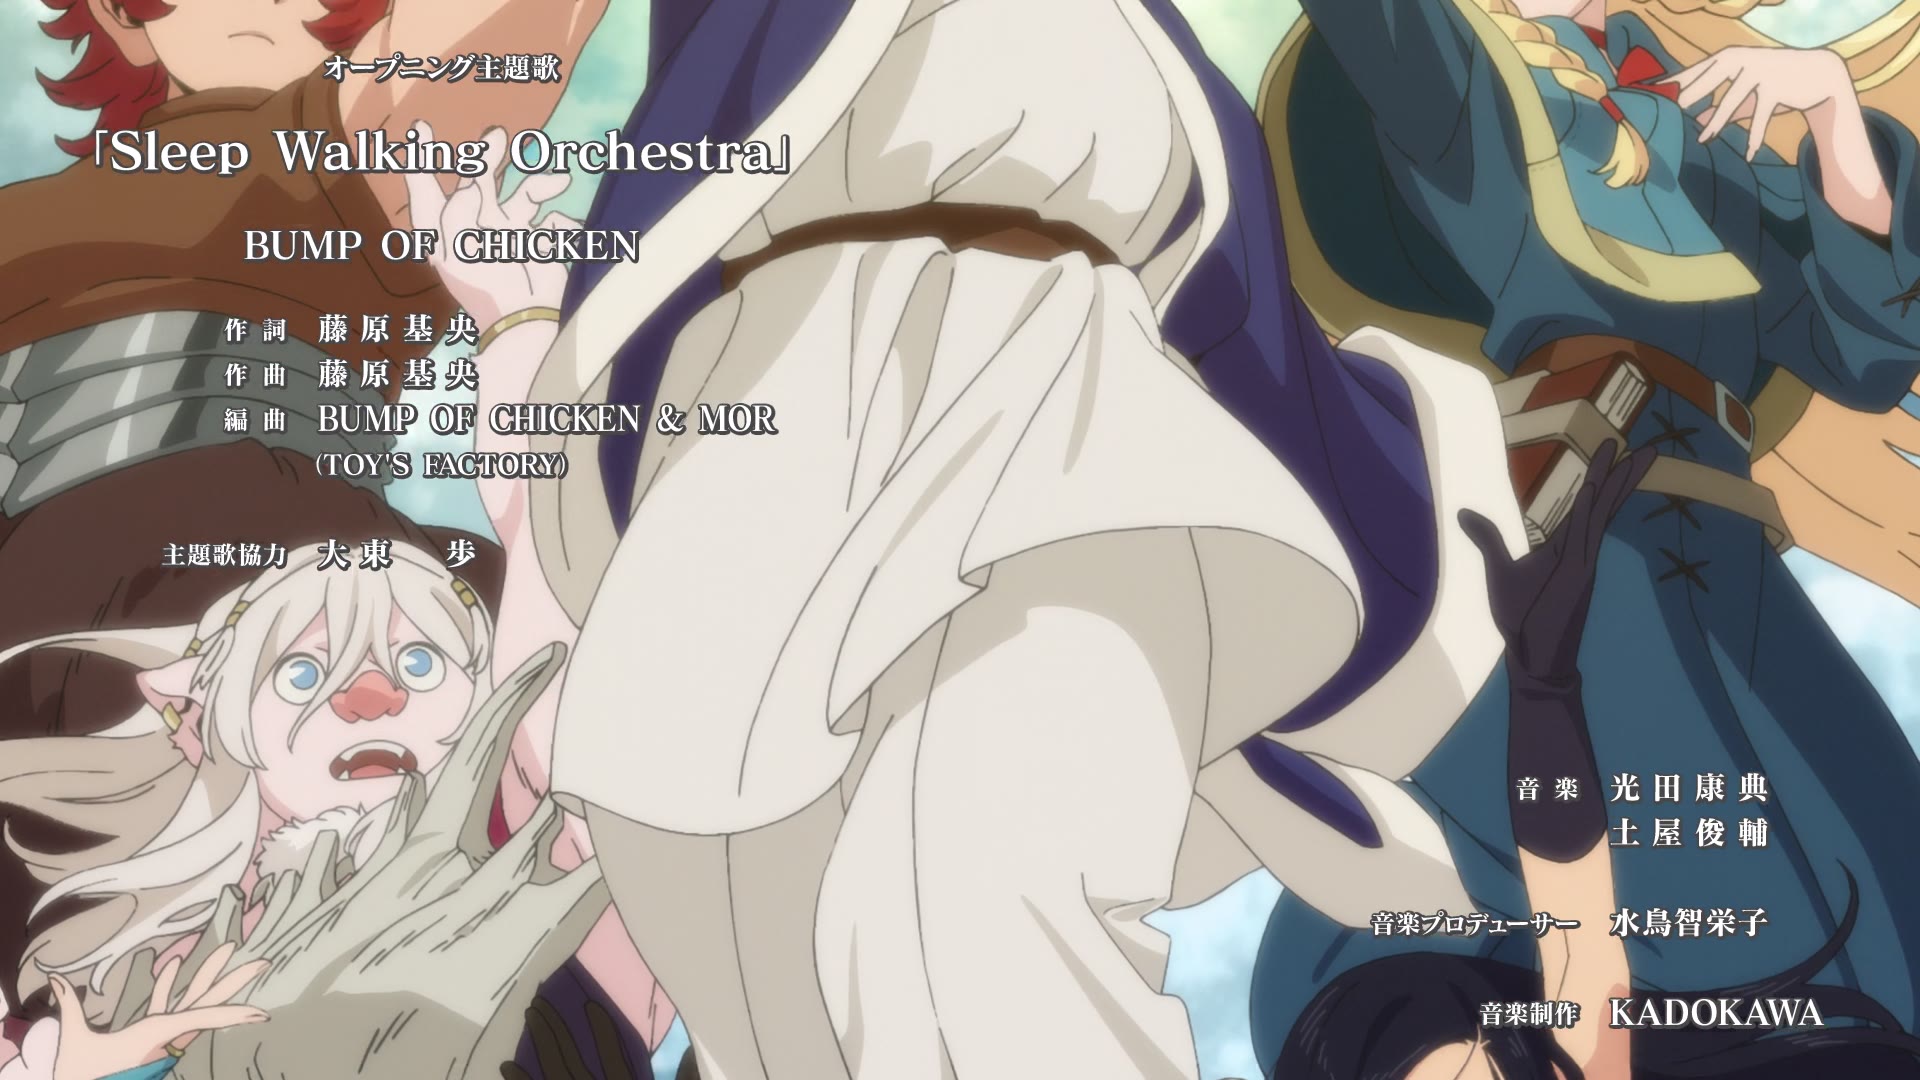 オープニング主題歌
「Sleep Walking Orchestra」
BUMP OF CHICKEN
作詞 藤原基央
作曲 藤原基央
編曲 BUMP OF CHICKEN & MOR
(TOY'S FACTORY)
主題歌協力 大東 歩
音楽 光田康典
土屋俊輔
音楽プロデューサー 水鳥智栄子
音楽制作 KADOKAWA